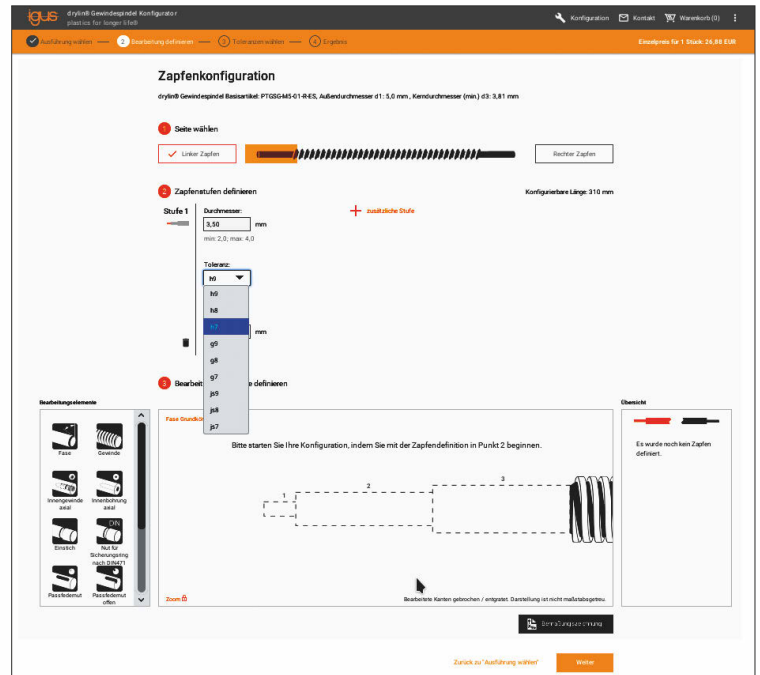 igus
drylin® Gewindespindel Konfigurator
plastics for longer life®
Konfiguration
Kontakt
Warenkorb (0)
Ausführung wählen
2 Bearbeitung definieren
3 Toleranzen wählen
4 Ergebnis
Einzelpreis für 1 Stück: 26,88 EUR
Zapfenkonfiguration
drylin® Gewindespindel Basisartikel: PTGSG-M5-01-R-ES, Außendurchmesser d1: 5,0 mm , Kerndurchmesser (min.) d3: 3,81 mm
1 Seite wählen
Linker Zapfen
Rechter Zapfen
2 Zapfenstufen definieren
Konfigurierbare Länge: 310 mm
Stufe 1
Durchmesser:
3,50 mm
min: 2,0, max: 4,0
zusätzliche Stufe
Toleranz:
h9
h9
h8
h7
g9
g8
g7
js9
js8
js7
mm
3 Bearbeit
e definieren
Bearbeitungselemente
Fase
Gewinde
Innengewinde axial
Innenbohrung axial
DIN
Einstich
Nut für Sicherungsring nach DIN471
Passfedernut
Passfedernut offen
Fase Grundkö
Bitte starten Sie Ihre Konfiguration, indem Sie mit der Zapfendefinition in Punkt 2 beginnen.
1
2
3
Zoom
Bearbeitete Kanten gebrochen / entgratet. Darstellung ist nicht maßstabsgetreu.
Übersicht
Es wurde noch kein Zapfen
definiert.
Bemaßungszeichnung
Zurück zu "Ausführung wählen"
Weiter